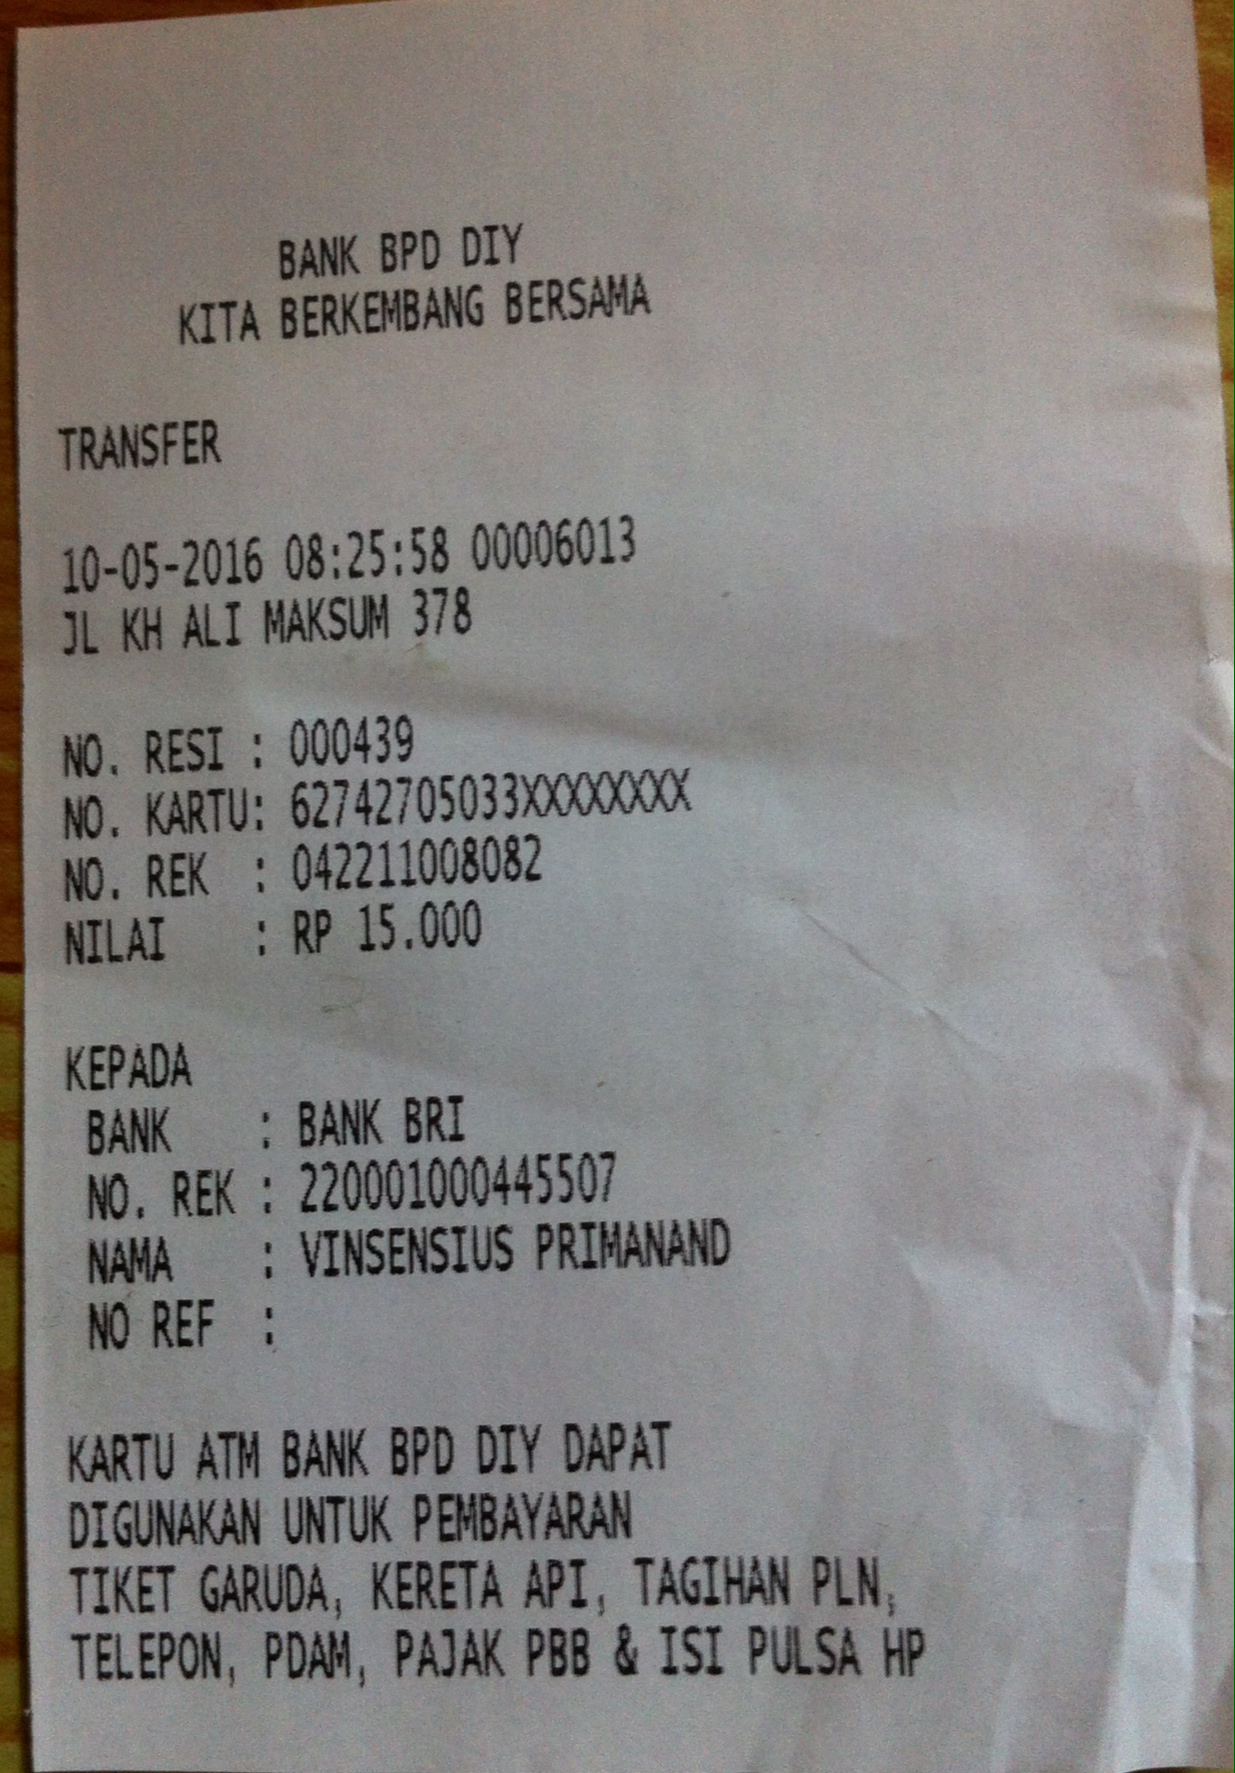 BANK BPD DIY
KITA BERKEMBANG BERSAMA
TRANSFER
10-05-2016 08:25:58 00006013
JL KH ALI MAKSUM 378
NO. RESI : 000439
NO. KARTU: 62742705033XXXXXXXX
NO. REK : 042211008082
NILAI : RP 15.000
KEPADA
BANK : BANK BRI
NO. REK : 220001000445507
NAMA : VINSENSIUS PRIMANAND
NO REF :
KARTU ATM BANK BPD DIY DAPAT
DIGUNAKAN UNTUK PEMBAYARAN
TIKET GARUDA, KERETA API, TAGIHAN PLN,
TELEPON, PDAM, PAJAK PBB & ISI PULSA HP